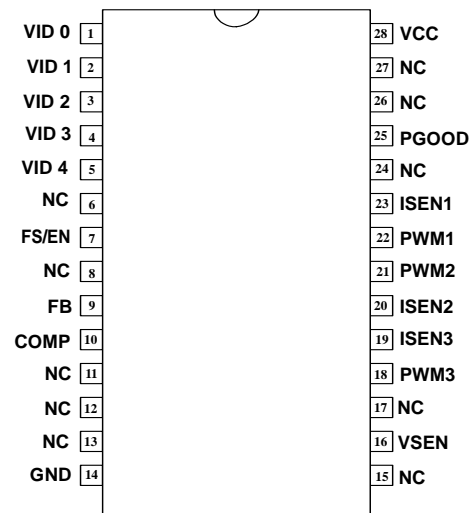 VID 0 1 28 VCC
VID 1 2 27 NC
VID 2 3 26 NC
VID 3 4 25 PGOOD
VID 4 5 24 NC
NC 6 23 ISEN1
FS/EN 7 22 PWM1
NC 8 21 PWM2
FB 9 20 ISEN2
COMP 10 19 ISEN3
NC 11 18 PWM3
NC 12 17 NC
NC 13 16 VSEN
GND 14 15 NC